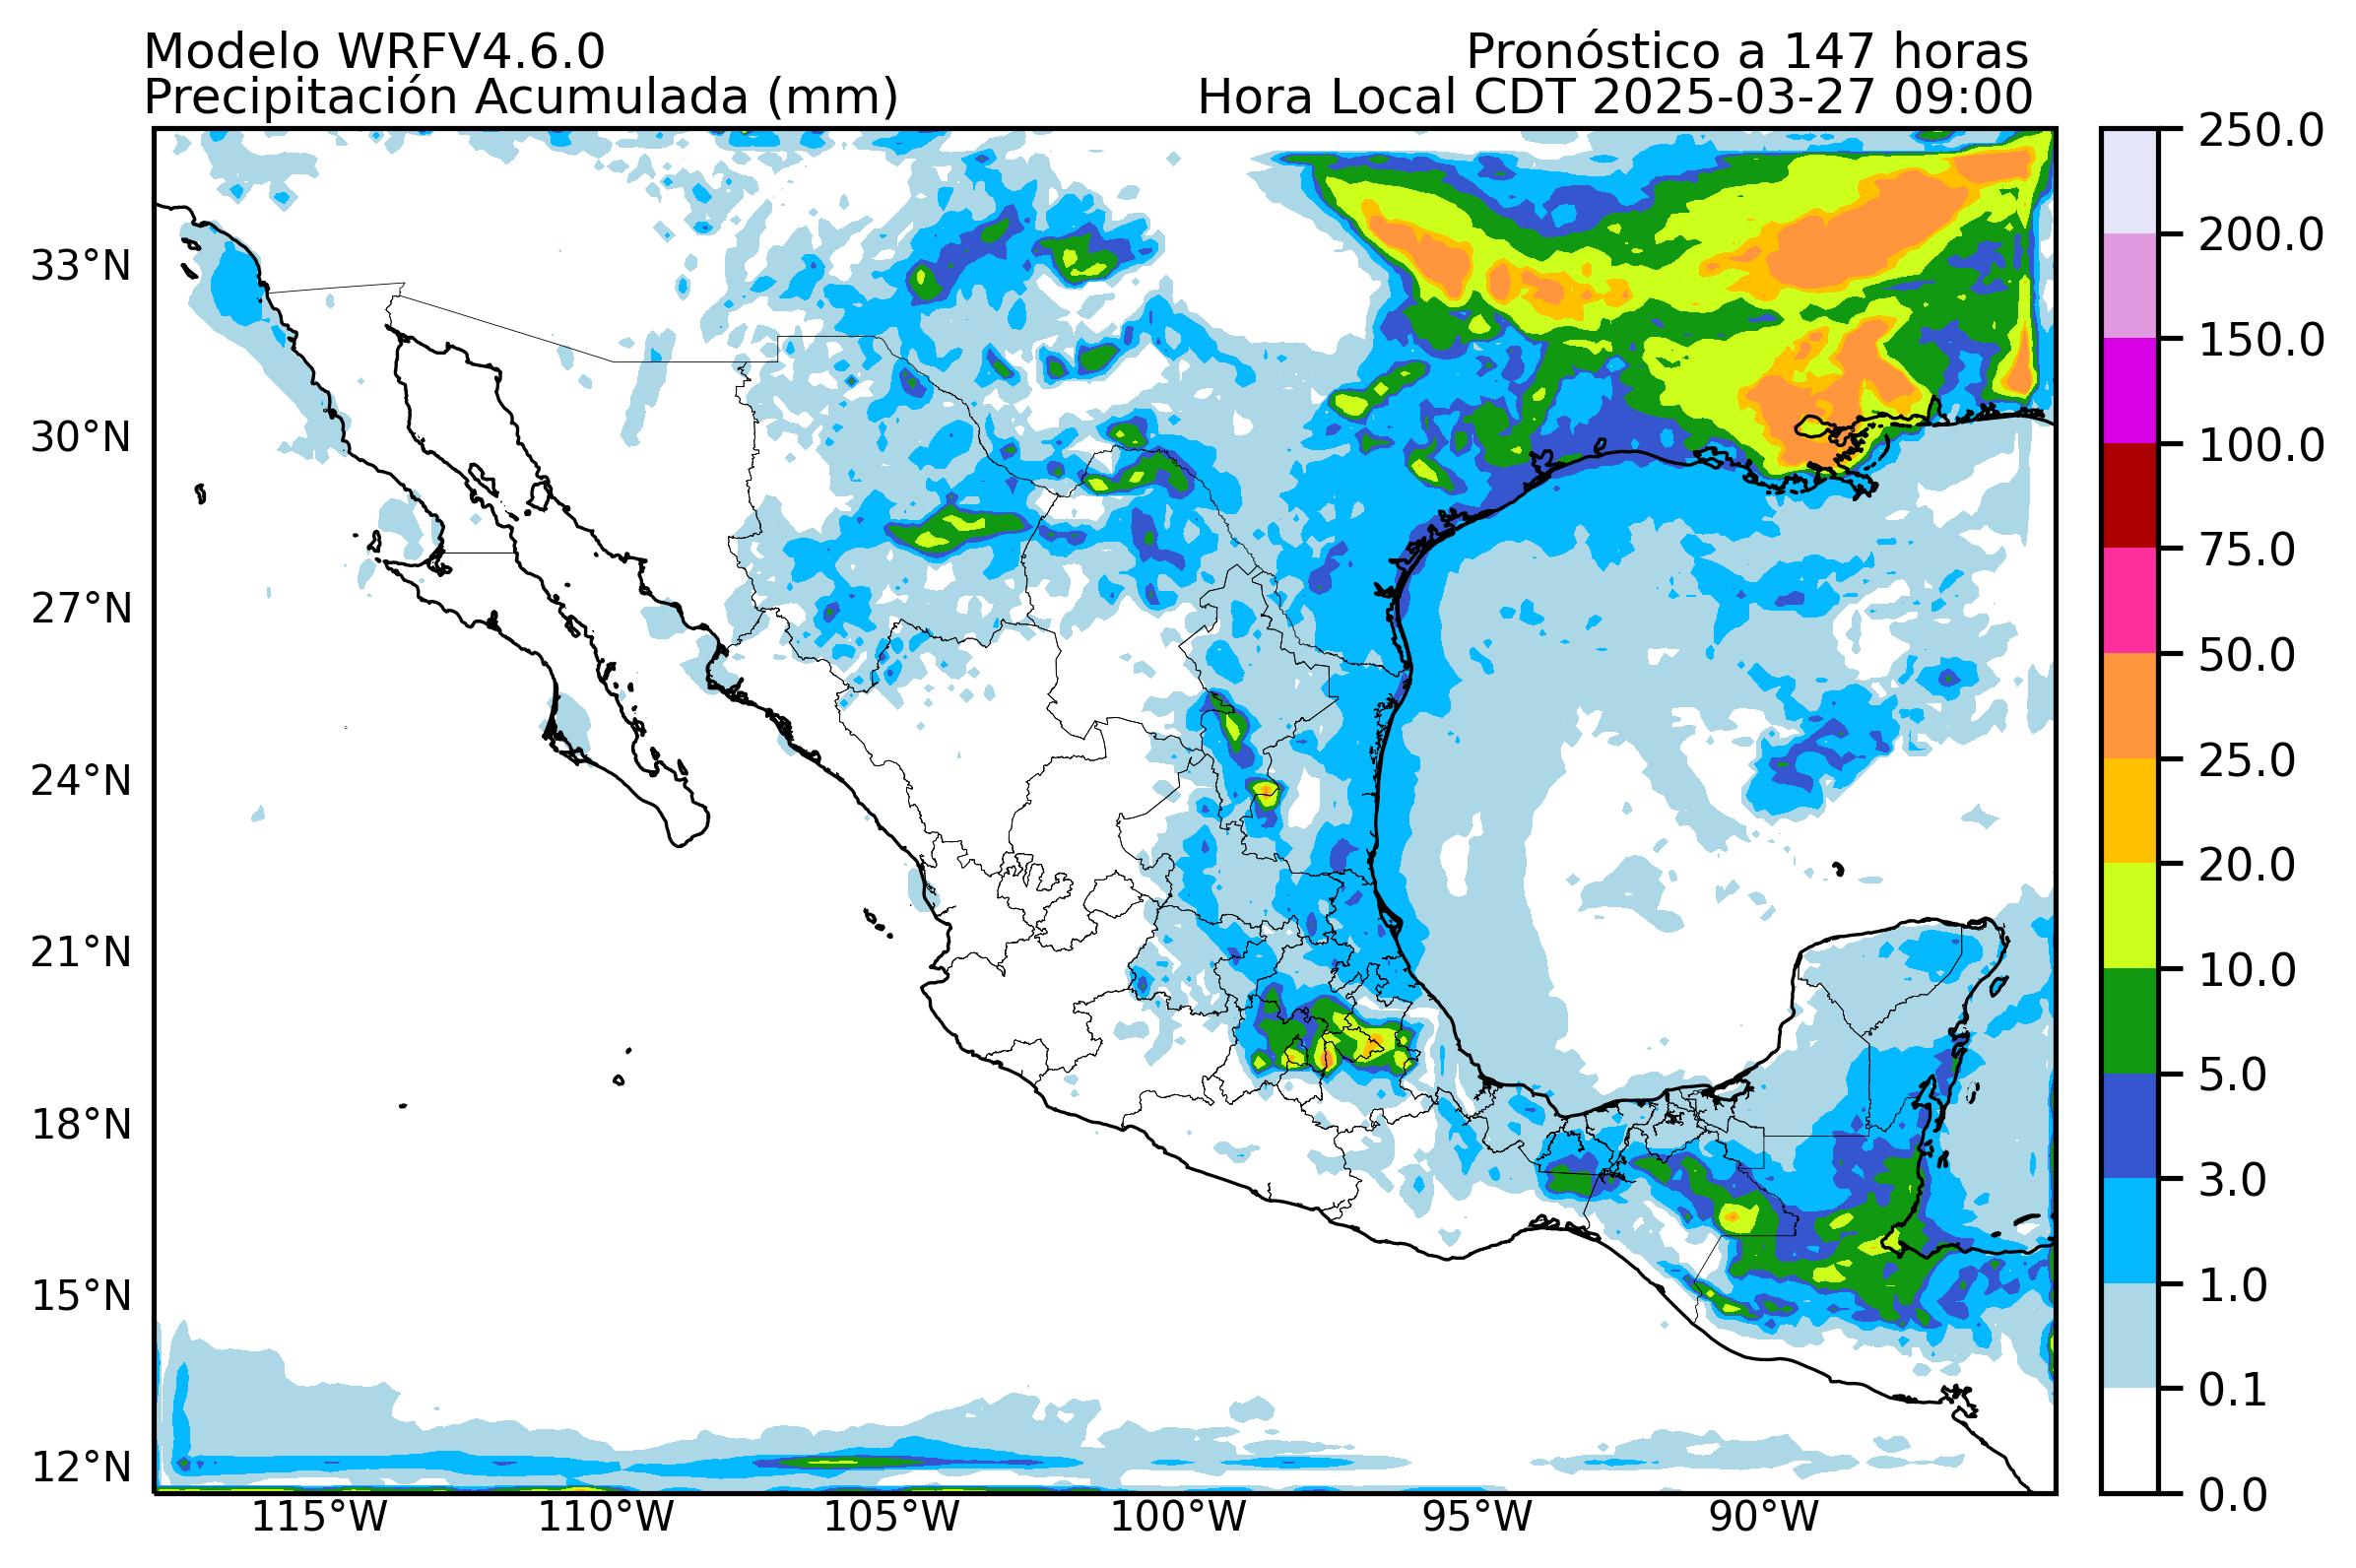 Modelo WRFV4.6.0
Pronóstico a 147 horas
Precipitación Acumulada (mm)
Hora Local CDT 2025-03-27 09:00
33°N
30°N
27°N
24°N
21°N
18°N
15°N
12°N
115°W
110°W
105°W
100°W
95°W
90°W
250.0
200.0
150.0
100.0
75.0
50.0
25.0
20.0
10.0
5.0
3.0
1.0
0.1
0.0